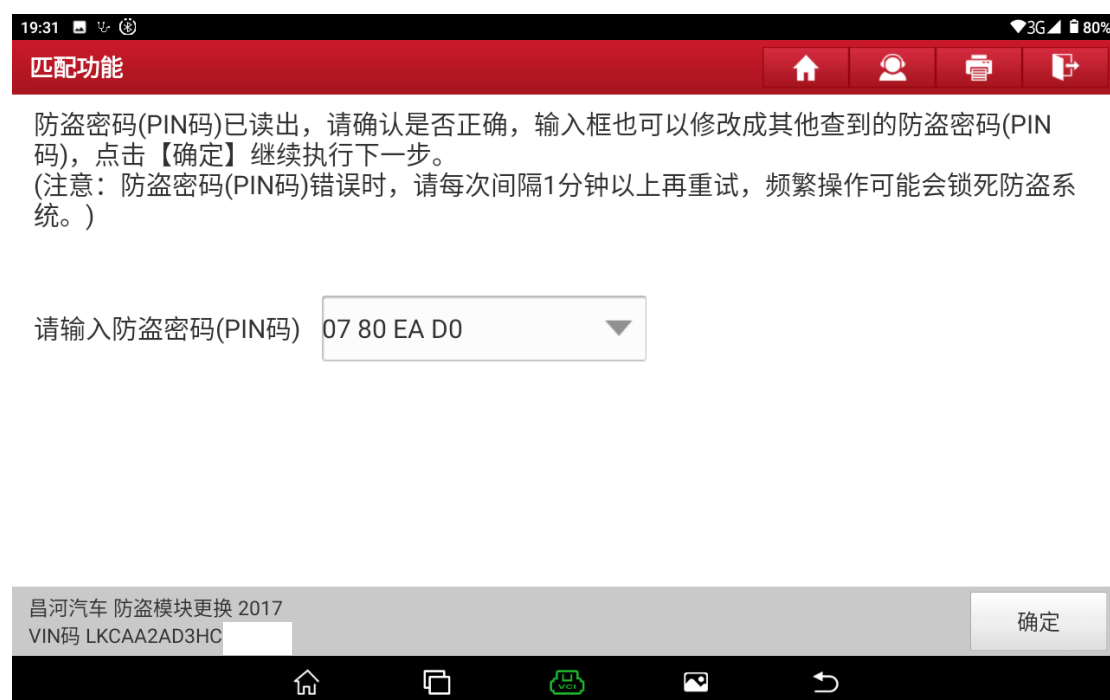 19:31
3G 80%
匹配功能
防盗密码(PIN码)已读出，请确认是否正确，输入框也可以修改成其他查到的防盗密码(PIN
码)，点击【确定】继续执行下一步。
(注意：防盗密码(PIN码)错误时，请每次间隔1分钟以上再重试，频繁操作可能会锁死防盗系
统。)
请输入防盗密码(PIN码) 07 80 EA D0
昌河汽车 防盗模块更换 2017
VIN码 LKCAA2AD3HC
确定
VCI